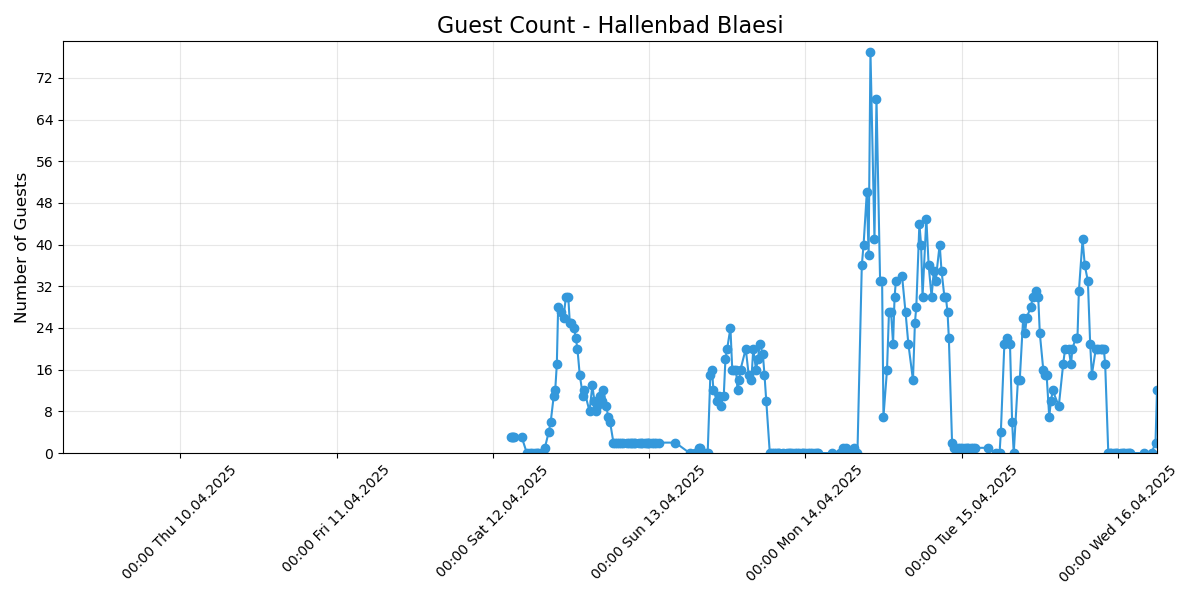 Guest Count - Hallenbad Blaesi
Number of Guests
72
64
56
48
40
32
24
16
8
0
00:00 Thu 10.04.2025
00:00 Fri 11.04.2025
00:00 Sat 12.04.2025
00:00 Sun 13.04.2025
00:00 Mon 14.04.2025
00:00 Tue 15.04.2025
00:00 Wed 16.04.2025